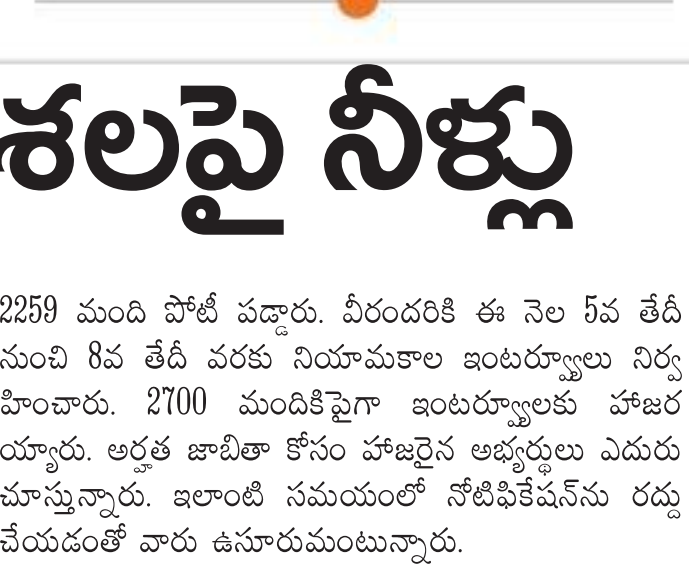 శలపై నీళ్లు
2259 మంది పోటీ పడ్డారు. వీరందరికి ఈ నెల 5వ తేదీ
నుంచి 8వ తేదీ వరకు నియామకాల ఇంటర్వ్యూలు నిర్వ
హించారు. 2700 మందికిపైగా ఇంటర్వ్యూలకు హాజర
య్యారు. అర్హత జాబితా కోసం హాజరైన అభ్యర్థులు ఎదురు
చూస్తున్నారు. ఇలాంటి సమయంలో నోటిఫికేషన్‌ను రద్దు
చేయడంతో వారు ఉసూరుమంటున్నారు.